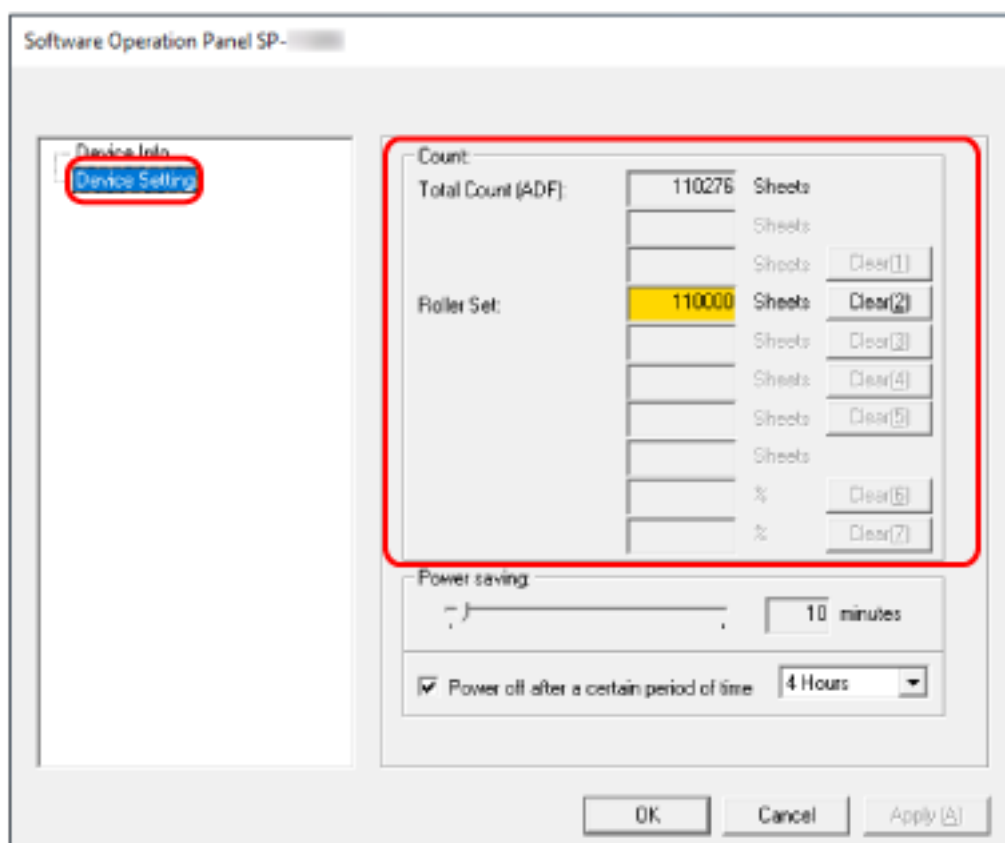 Software Operation Panel SP-
Device Info
Device Setting
Count:
Total Count (ADF): 110276 Sheets
Sheets
Sheets Clear(1)
Roller Set: 110000 Sheets Clear(2)
Sheets Clear(3)
Sheets Clear(4)
Sheets Clear(5)
Sheets
% Clear(6)
% Clear(7)
Power saving:
10 minutes
Power off after a certain period of time 4 Hours
OK Cancel Apply (A)